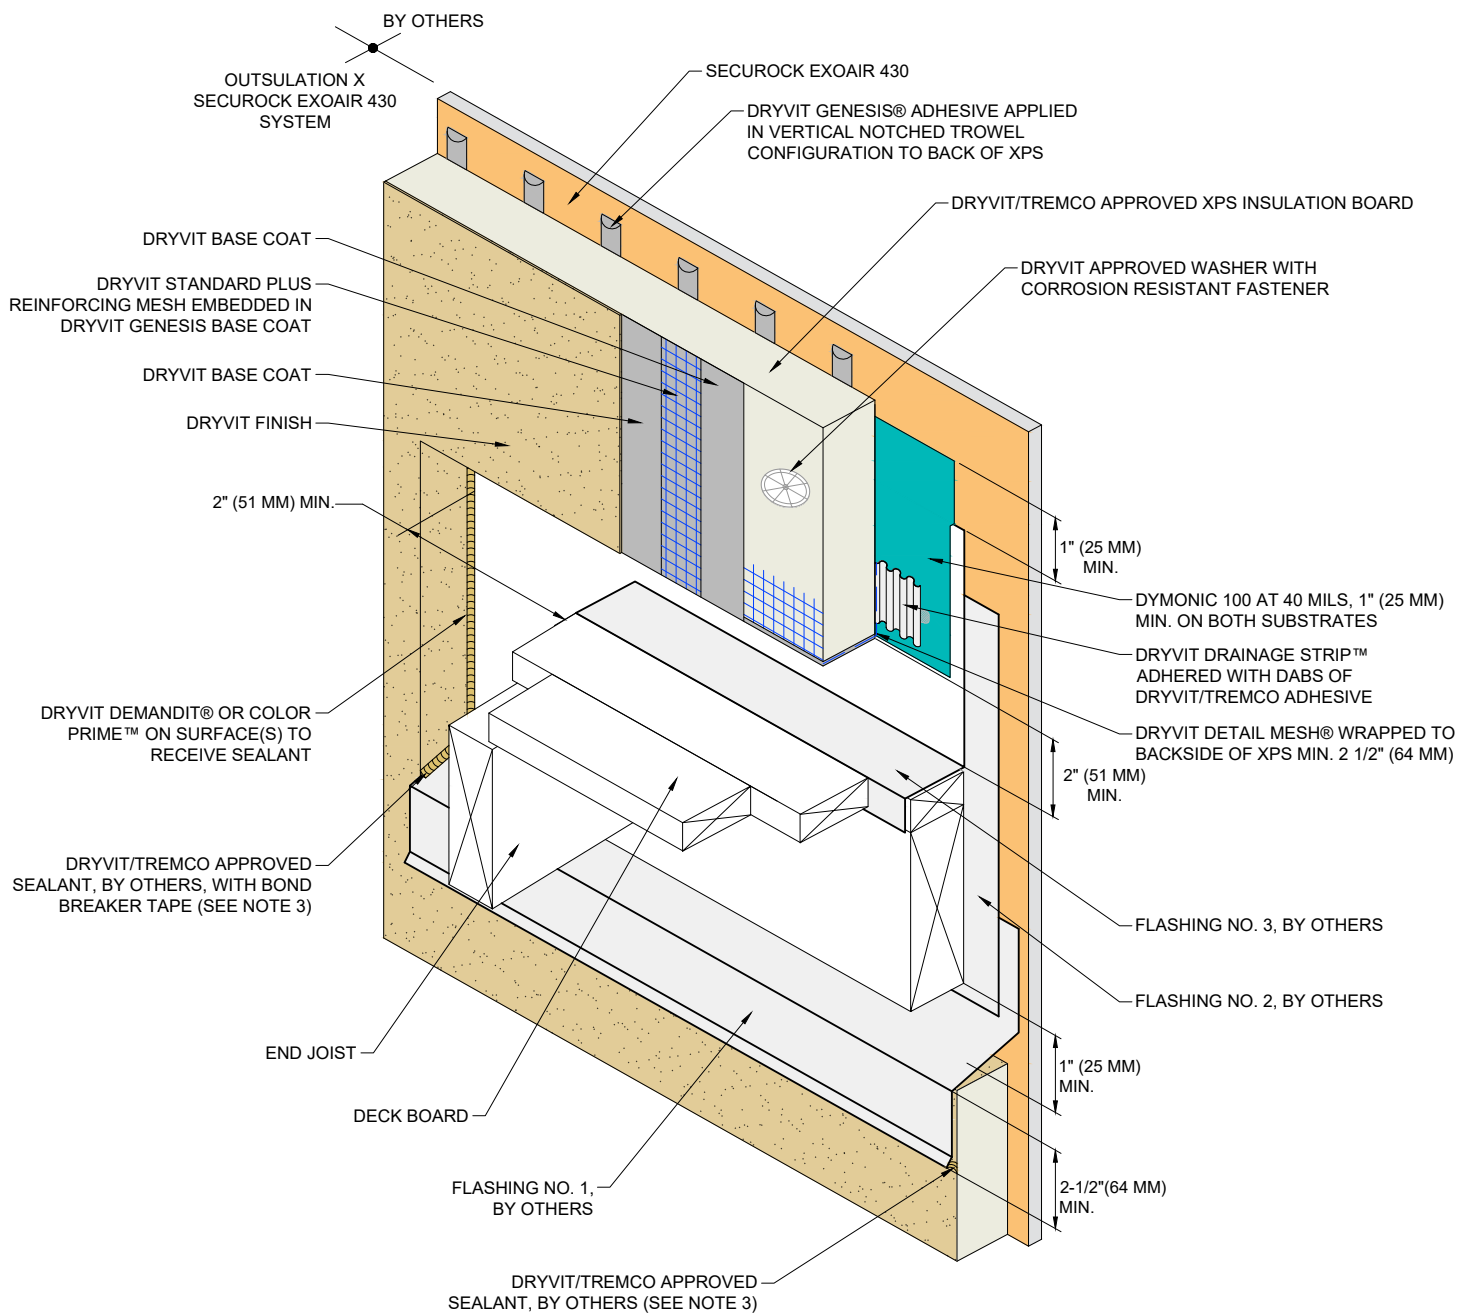 BY OTHERS
OUTSULATION X
SECUROCK EXOAIR 430
SYSTEM
SECUROCK EXOAIR 430
DRYVIT GENESIS® ADHESIVE APPLIED
IN VERTICAL NOTCHED TROWEL
CONFIGURATION TO BACK OF XPS
DRYVIT/TREMCO APPROVED XPS INSULATION BOARD
DRYVIT BASE COAT
DRYVIT APPROVED WASHER WITH
CORROSION RESISTANT FASTENER
DRYVIT STANDARD PLUS
REINFORCING MESH EMBEDDED IN
DRYVIT GENESIS BASE COAT
DRYVIT BASE COAT
DRYVIT FINISH
2" (51 MM) MIN.
1" (25 MM)
MIN.
DYMONIC 100 AT 40 MILS, 1" (25 MM)
MIN. ON BOTH SUBSTRATES
DRYVIT DRAINAGE STRIP™
ADHERED WITH DABS OF
DRYVIT/TREMCO ADHESIVE
DRYVIT DEMANDIT® OR COLOR
PRIME™ ON SURFACE(S) TO
RECEIVE SEALANT
DRYVIT DETAIL MESH® WRAPPED TO
BACKSIDE OF XPS MIN. 2 1/2" (64 MM)
2" (51 MM)
MIN.
DRYVIT/TREMCO APPROVED
SEALANT, BY OTHERS, WITH BOND
BREAKER TAPE (SEE NOTE 3)
FLASHING NO. 3, BY OTHERS
FLASHING NO. 2, BY OTHERS
END JOIST
1" (25 MM)
MIN.
DECK BOARD
FLASHING NO. 1,
BY OTHERS
2-1/2"(64 MM)
MIN.
DRYVIT/TREMCO APPROVED
SEALANT, BY OTHERS (SEE NOTE 3)